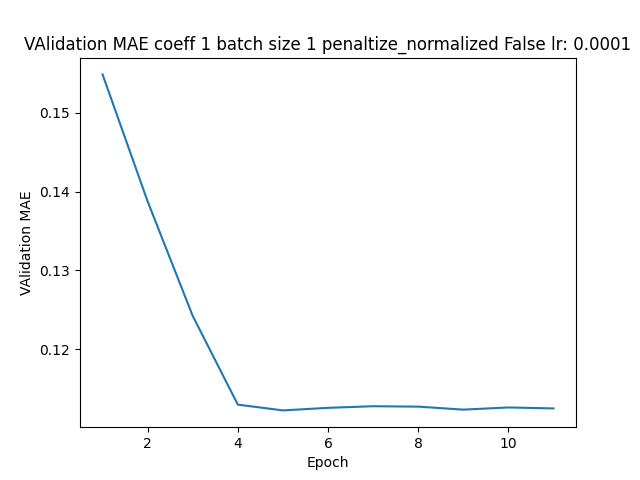 VAlidation MAE coeff 1 batch size 1 penaltize_normalized False lr: 0.0001
0.15
0.14
0.13
0.12
VAlidation MAE
2 4 6 8 10
Epoch